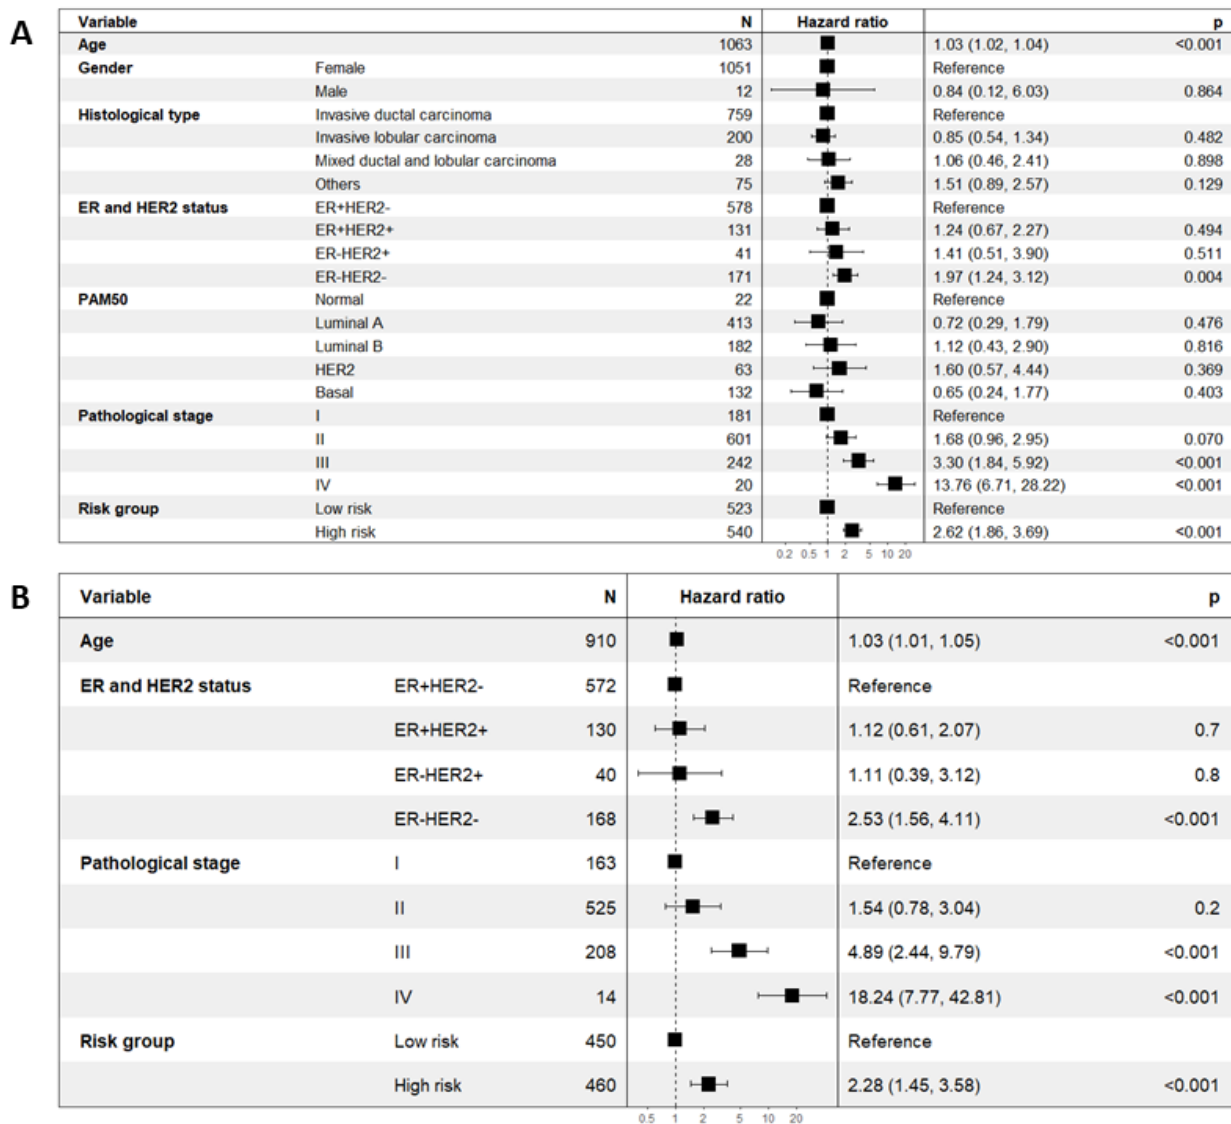 A
Variable N Hazard ratio p
Age 1063 1.03 (1.02, 1.04) <0.001
Gender Female 1051 Reference
Male 12 0.84 (0.12, 6.03) 0.864
Histological type Invasive ductal carcinoma 759 Reference
Invasive lobular carcinoma 200 0.85 (0.54, 1.34) 0.482
Mixed ductal and lobular carcinoma 28 1.06 (0.46, 2.41) 0.898
Others 75 1.51 (0.89, 2.57) 0.129
ER and HER2 status ER+HER2- 578 Reference
ER+HER2+ 131 1.24 (0.67, 2.27) 0.494
ER-HER2+ 41 1.41 (0.51, 3.90) 0.511
ER-HER2- 171 1.97 (1.24, 3.12) 0.004
PAM50 Normal 22 Reference
Luminal A 413 0.72 (0.29, 1.79) 0.476
Luminal B 182 1.12 (0.43, 2.90) 0.816
HER2 63 1.60 (0.57, 4.44) 0.369
Basal 132 0.65 (0.24, 1.77) 0.403
Pathological stage I 181 Reference
II 601 1.68 (0.96, 2.95) 0.070
III 242 3.30 (1.84, 5.92) <0.001
IV 20 13.76 (6.71, 28.22) <0.001
Risk group Low risk 523 Reference
High risk 540 2.62 (1.86, 3.69) <0.001
0.2 0.5 1 2 5 10 20
B
Variable N Hazard ratio p
Age 910 1.03 (1.01, 1.05) <0.001
ER and HER2 status ER+HER2- 572 Reference
ER+HER2+ 130 1.12 (0.61, 2.07) 0.7
ER-HER2+ 40 1.11 (0.39, 3.12) 0.8
ER-HER2- 168 2.53 (1.56, 4.11) <0.001
Pathological stage I 163 Reference
II 525 1.54 (0.78, 3.04) 0.2
III 208 4.89 (2.44, 9.79) <0.001
IV 14 18.24 (7.77, 42.81) <0.001
Risk group Low risk 450 Reference
High risk 460 2.28 (1.45, 3.58) <0.001
0.5 1 2 5 10 20